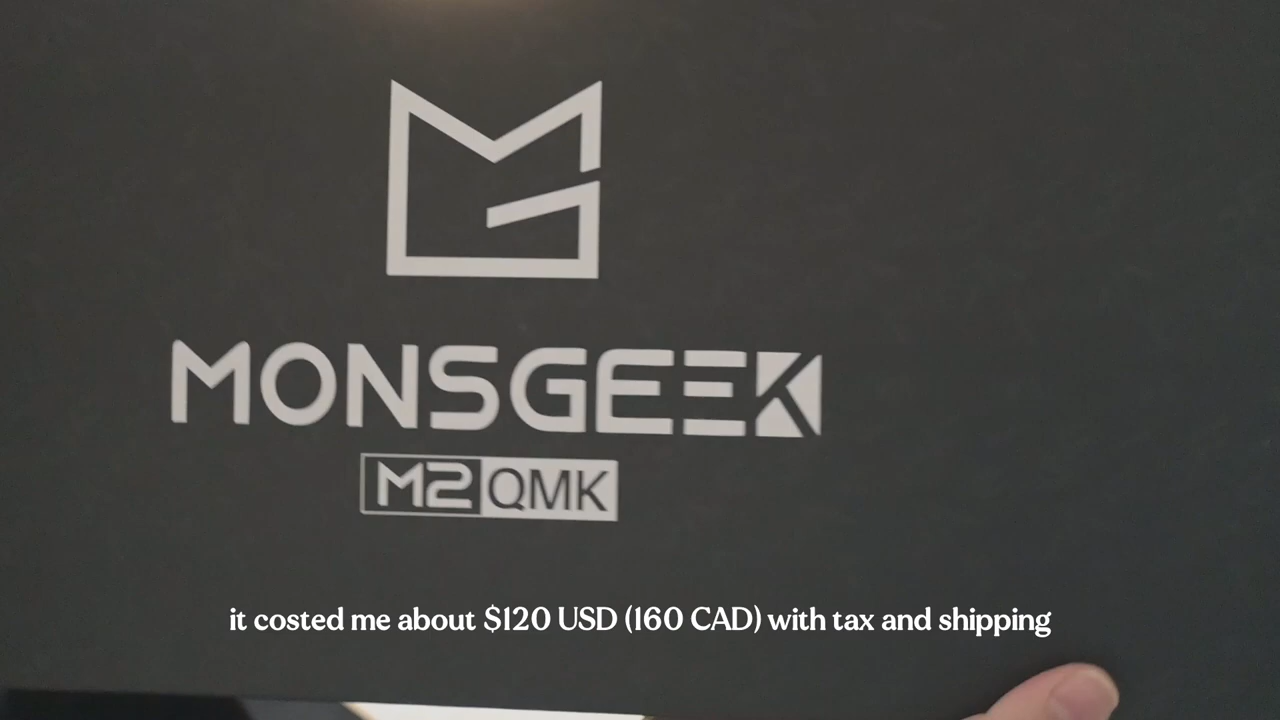 MONSGEEK
M2 QMK
it costed me about $120 USD (160 CAD) with tax and shipping